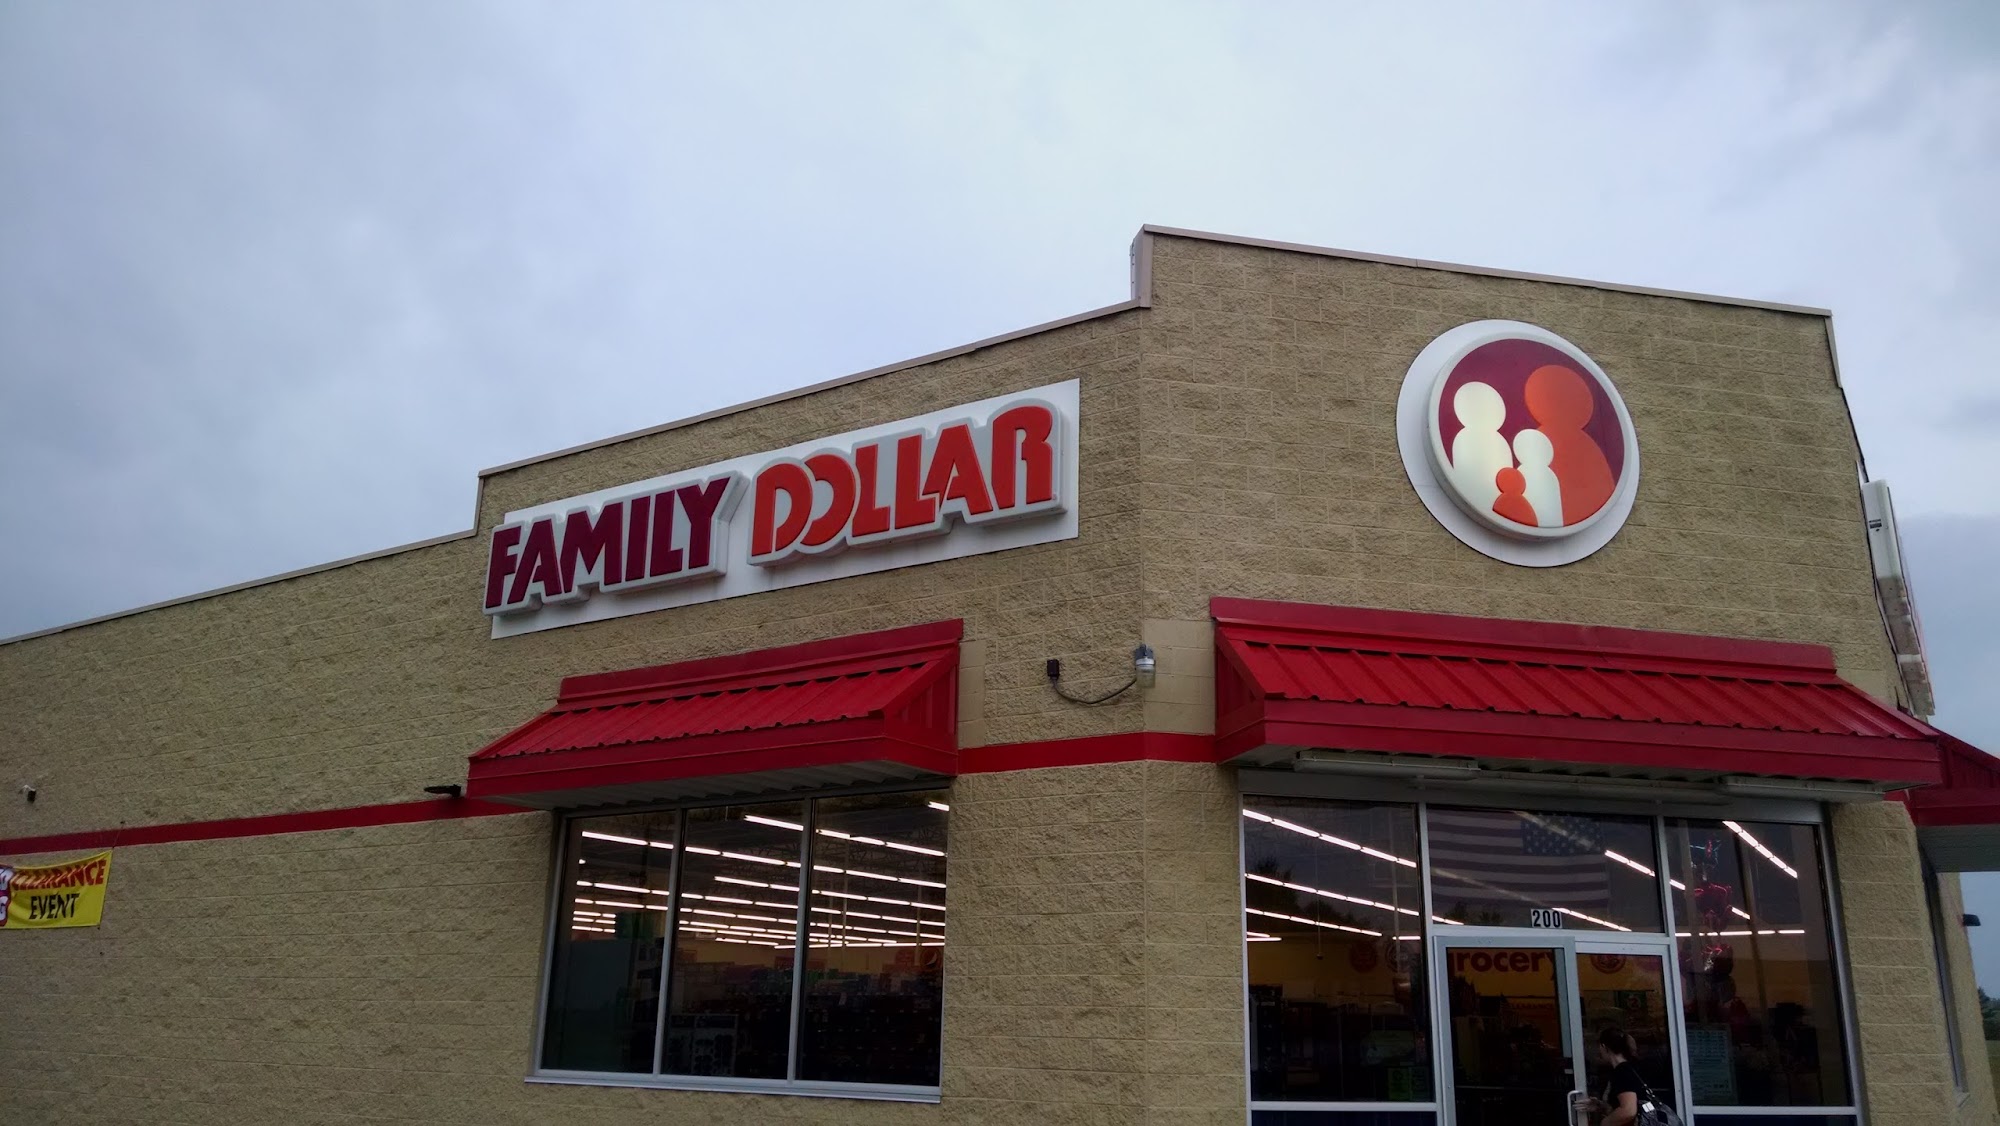 FAMILY DOLLAR
CLEARANCE
EVENT
200
grocery